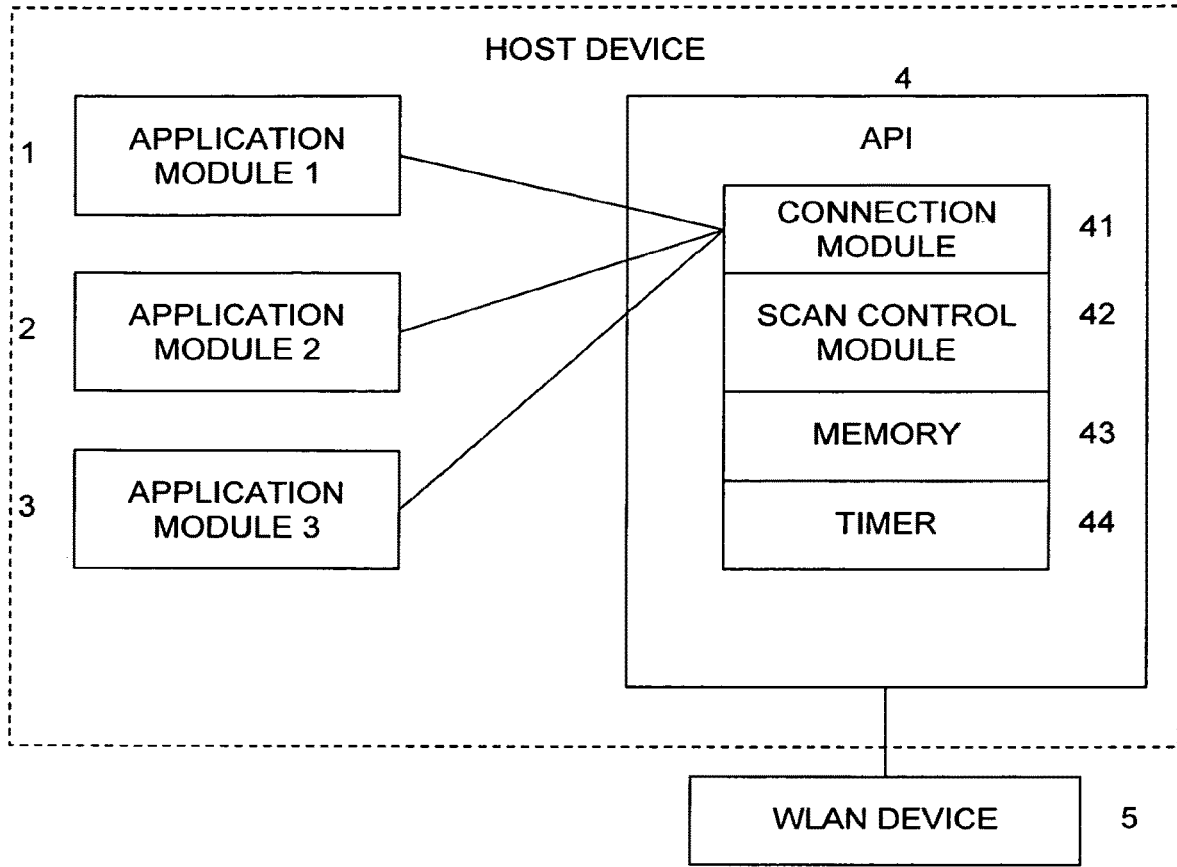 HOST DEVICE
1
APPLICATION
MODULE 1
2
APPLICATION
MODULE 2
3
APPLICATION
MODULE 3
4
API
CONNECTION
MODULE
41
SCAN CONTROL
MODULE
42
MEMORY
43
TIMER
44
WLAN DEVICE
5